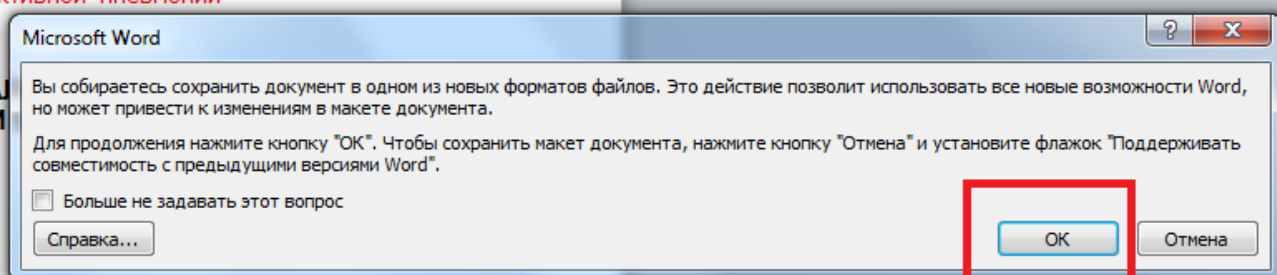 Microsoft Word
Вы собираетесь сохранить документ в одном из новых форматов файлов. Это действие позволит использовать все новые возможности Word,
но может привести к изменениям в макете документа.
Для продолжения нажмите кнопку "ОК". Чтобы сохранить макет документа, нажмите кнопку "Отмена" и установите флажок "Поддерживать
совместимость с предыдущими версиями Word".
Больше не задавать этот вопрос
Справка...
ОК
Отмена